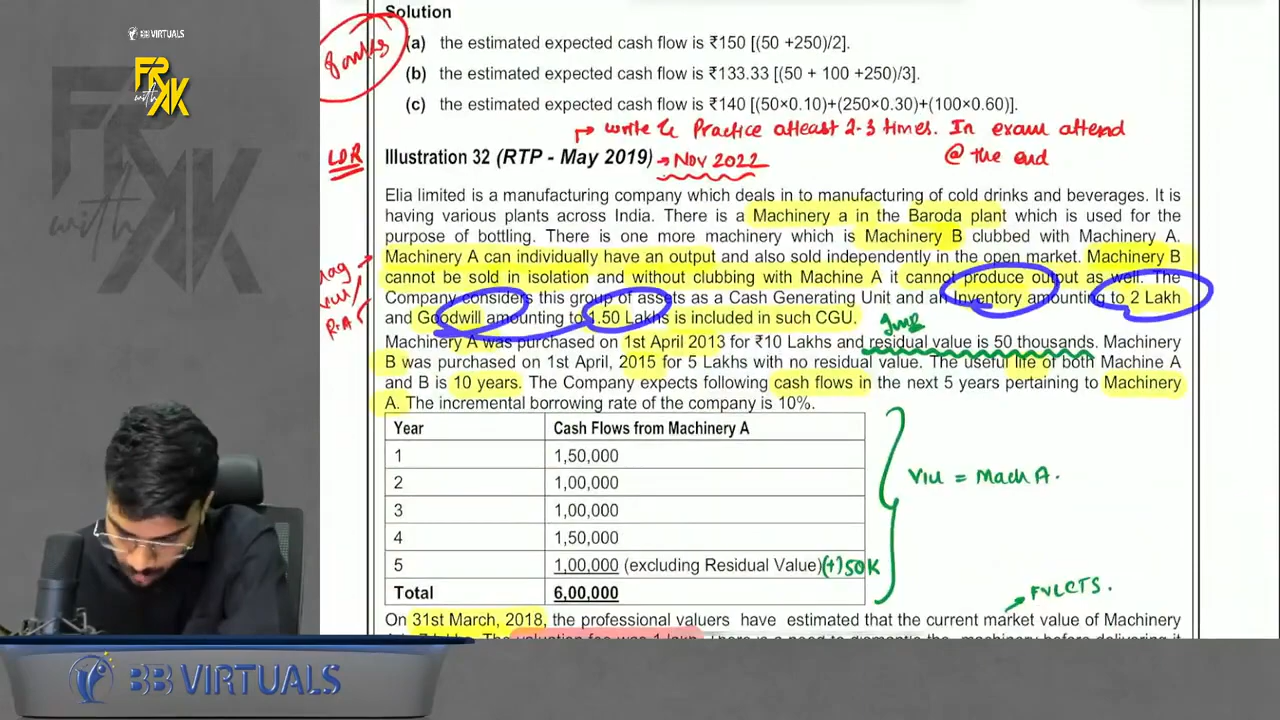 BB VIRTUALS
FR
with
AK
FR
with
AK
Solution
(a) the estimated expected cash flow is ₹150 [(50 +250)/2].
(b) the estimated expected cash flow is ₹133.33 [(50 + 100 +250)/3].
(c) the estimated expected cash flow is ₹140 [(50×0.10)+(250×0.30)+(100×0.60)].
write & Practice atleast 2-3 times. In exam attend
@ the end
LDR
Illustration 32 (RTP - May 2019) → Nov 2022
Elia limited is a manufacturing company which deals in to manufacturing of cold drinks and beverages. It is
having various plants across India. There is a Machinery a in the Baroda plant which is used for the
purpose of bottling. There is one more machinery which is Machinery B clubbed with Machinery A.
Machinery A can individually have an output and also sold independently in the open market. Machinery B
cannot be sold in isolation and without clubbing with Machine A it cannot produce output as well. The
Company considers this group of assets as a Cash Generating Unit and an Inventory amounting to 2 Lakh
and Goodwill amounting to 1.50 Lakhs is included in such CGU.
Imp
Machinery A was purchased on 1st April 2013 for ₹10 Lakhs and residual value is 50 thousands. Machinery
B was purchased on 1st April, 2015 for 5 Lakhs with no residual value. The useful life of both Machine A
and B is 10 years. The Company expects following cash flows in the next 5 years pertaining to Machinery
A. The incremental borrowing rate of the company is 10%.
Year Cash Flows from Machinery A
1 1,50,000
2 1,00,000
3 1,00,000
4 1,50,000
5 1,00,000 (excluding Residual Value) (+) 50K
Total 6,00,000
VIU = Mach A.
FVLCTS.
On 31st March, 2018, the professional valuers have estimated that the current market value of Machinery
BB VIRTUALS